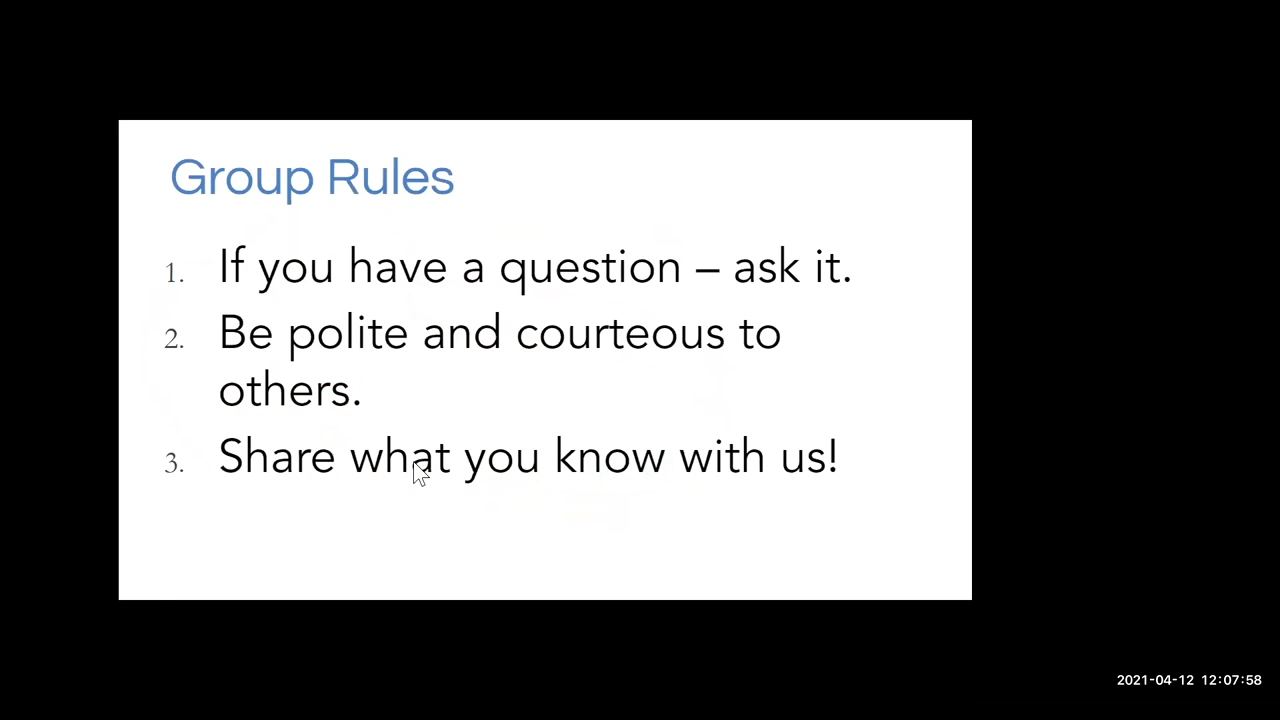 Group Rules
1. If you have a question – ask it.
2. Be polite and courteous to
others.
3. Share what you know with us!
2021-04-12 12:07:58